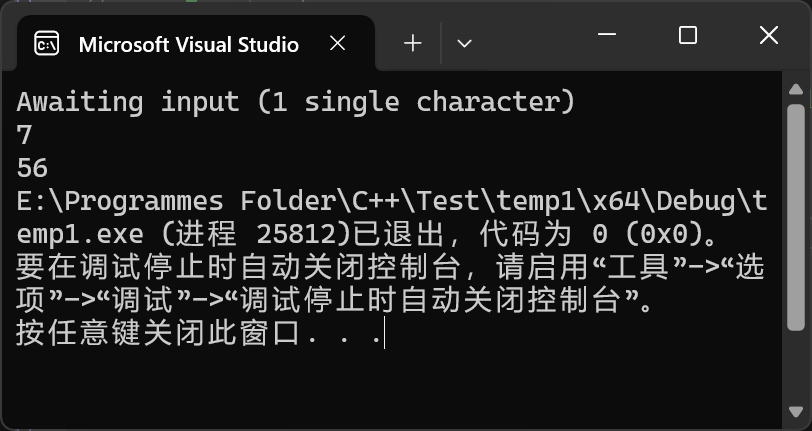 Microsoft Visual Studio
Awaiting input (1 single character)
7
56
E:\Programmes Folder\C++\Test\temp1\x64\Debug\t
emp1.exe (进程 25812)已退出，代码为 0 (0x0)。
要在调试停止时自动关闭控制台，请启用“工具”->“选
项”->“调试”->“调试停止时自动关闭控制台”。
按任意键关闭此窗口. . .